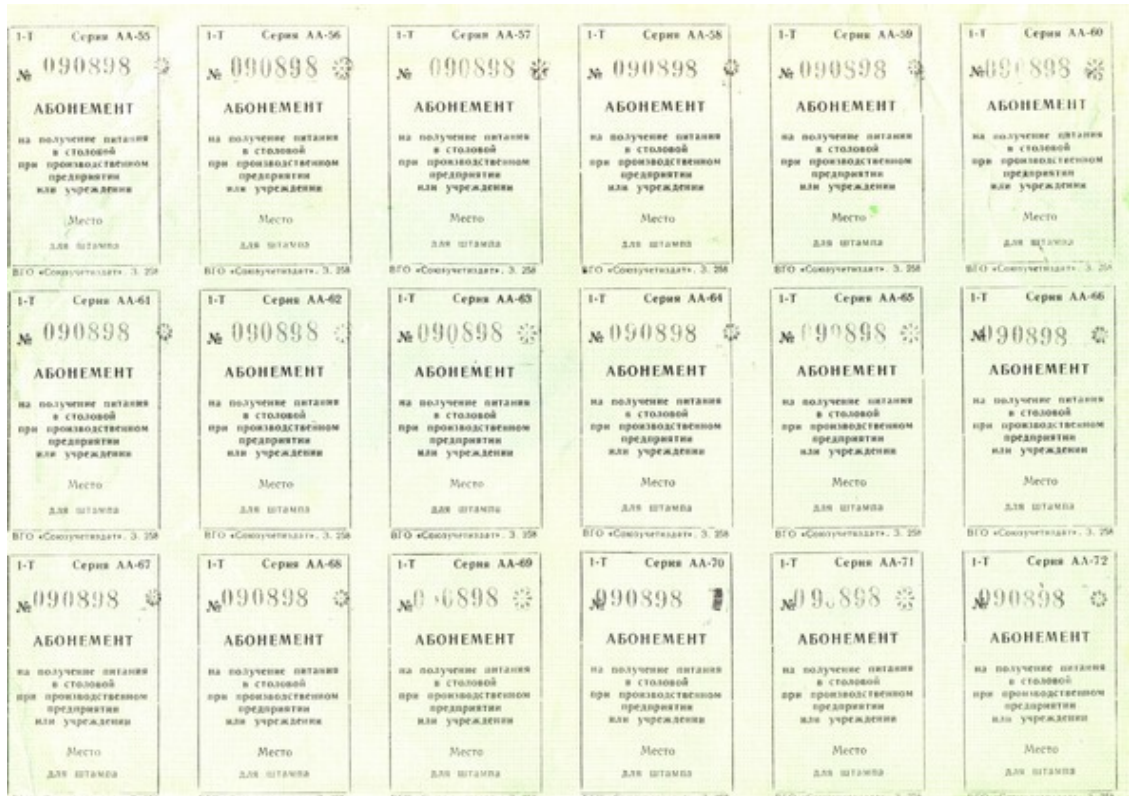 1-Т Серия АА-55
№ 090898
АБОНЕМЕНТ
на получение питания
в столовой
при производственном
предприятии
или учреждении
Место
для штампа
ВГО «Союзучетиздат». З. 258
1-Т Серия АА-56
№ 090898
АБОНЕМЕНТ
на получение питания
в столовой
при производственном
предприятии
или учреждении
Место
для штампа
ВГО «Союзучетиздат». З. 258
1-Т Серия АА-57
№ 090898
АБОНЕМЕНТ
на получение питания
в столовой
при производственном
предприятии
или учреждении
Место
для штампа
ВГО «Союзучетиздат». З. 258
1-Т Серия АА-58
№ 090898
АБОНЕМЕНТ
на получение питания
в столовой
при производственном
предприятии
или учреждении
Место
для штампа
ВГО «Союзучетиздат». З. 258
1-Т Серия АА-59
№ 090898
АБОНЕМЕНТ
на получение питания
в столовой
при производственном
предприятии
или учреждении
Место
для штампа
ВГО «Союзучетиздат». З. 258
1-Т Серия АА-60
№
АБОНЕМЕНТ
на получение питания
в столовой
при производственном
предприятии
или учреждении
Место
для штампа
ВГО «Союзучетиздат». З. 258
1-Т Серия АА-61
№ 090898
АБОНЕМЕНТ
на получение питания
в столовой
при производственном
предприятии
или учреждении
Место
для штампа
ВГО «Союзучетиздат». З. 258
1-Т Серия АА-62
№ 090898
АБОНЕМЕНТ
на получение питания
в столовой
при производственном
предприятии
или учреждении
Место
для штампа
ВГО «Союзучетиздат». З. 258
1-Т Серия АА-63
№ 090898
АБОНЕМЕНТ
на получение питания
в столовой
при производственном
предприятии
или учреждении
Место
для штампа
ВГО «Союзучетиздат». З. 258
1-Т Серия АА-64
№ 090898
АБОНЕМЕНТ
на получение питания
в столовой
при производственном
предприятии
или учреждении
Место
для штампа
ВГО «Союзучетиздат». З. 258
1-Т Серия АА-65
№ 090898
АБОНЕМЕНТ
на получение питания
в столовой
при производственном
предприятии
или учреждении
Место
для штампа
ВГО «Союзучетиздат». З. 258
1-Т Серия АА-66
№ 090898
АБОНЕМЕНТ
на получение питания
в столовой
при производственном
предприятии
или учреждении
Место
для штампа
ВГО «Союзучетиздат». З. 258
1-Т Серия АА-67
№ 090898
АБОНЕМЕНТ
на получение питания
в столовой
при производственном
предприятии
или учреждении
Место
для штампа
1-Т Серия АА-68
№ 090898
АБОНЕМЕНТ
на получение питания
в столовой
при производственном
предприятии
или учреждении
Место
для штампа
1-Т Серия АА-69
№
АБОНЕМЕНТ
на получение питания
в столовой
при производственном
предприятии
или учреждении
Место
для штампа
1-Т Серия АА-70
№ 090898
АБОНЕМЕНТ
на получение питания
в столовой
при производственном
предприятии
или учреждении
Место
для штампа
1-Т Серия АА-71
№
АБОНЕМЕНТ
на получение питания
в столовой
при производственном
предприятии
или учреждении
Место
для штампа
1-Т Серия АА-72
№ 090898
АБОНЕМЕНТ
на получение питания
в столовой
при производственном
предприятии
или учреждении
Место
для штампа